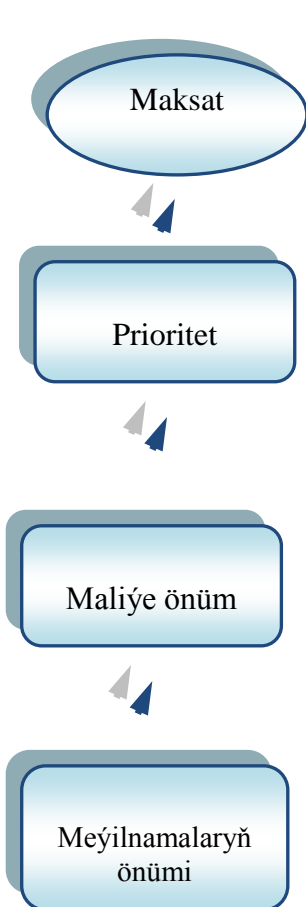 Maksat
Prioritet
Maliýe önüm
Meýilnamalaryň
önümi